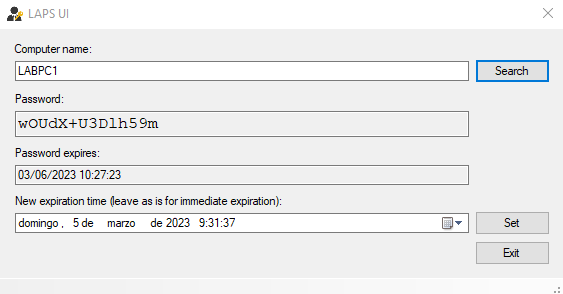 LAPS UI
Computer name:
LABPC1
Search
Password:
wOUdX+U3Dlh59m
Password expires:
03/06/2023 10:27:23
New expiration time (leave as is for immediate expiration):
domingo , 5 de marzo de 2023 9:31:37
Set
Exit